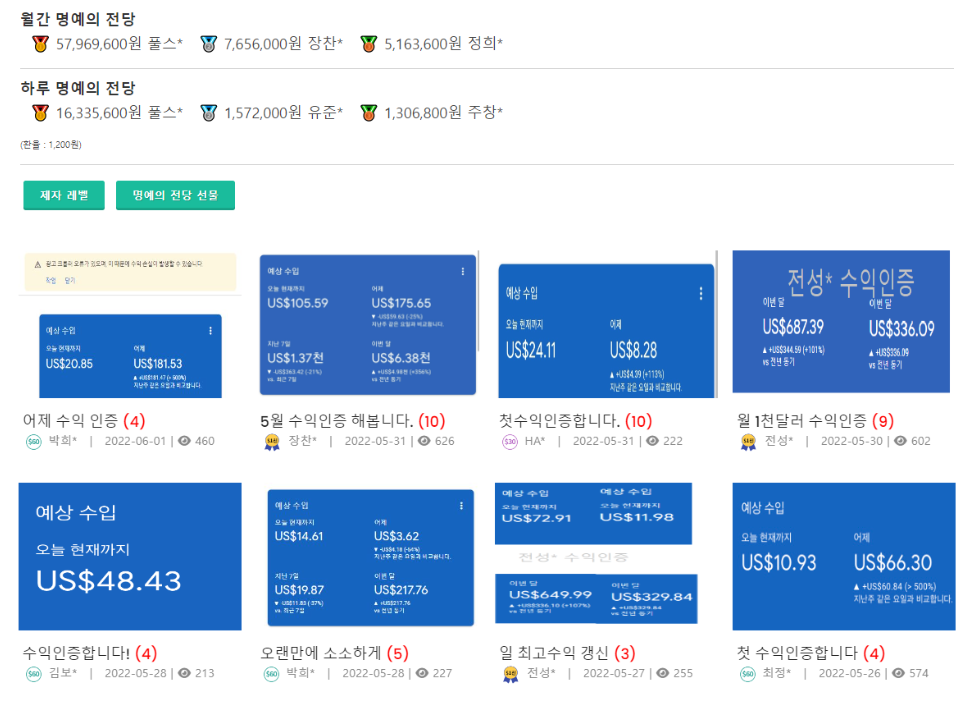 월간 명예의 전당
57,969,600원 풀스* 7,656,000원 장찬* 5,163,600원 정희*
하루 명예의 전당
16,335,600원 풀스* 1,572,000원 유준* 1,306,800원 주창*
(환율 : 1,200원)
제자 레벨 명예의 전당 선물
광고 크롤러 오류가 있으며, 이 때문에 수익 손실이 발생할 수 있습니다.
작업 닫기
예상 수입
오늘 현재까지 어제
US$20.85 US$181.53
▲ +US$181.47 (> 500%)
지난주 같은 요일과 비교합니다.
어제 수익 인증 (4)
$60 박희* | 2022-06-01 | 460
예상 수입
오늘 현재까지 어제
US$105.59 US$175.65
▼ -US$59.63 (-25%)
지난주 같은 요일과 비교합니다.
지난 7일 이번 달
US$1.37천 US$6.38천
▼ -US$363.42 (-21%) ▲ +US$4.98천 (+356%)
vs. 최근 7일 vs 전년 동기
5월 수익인증 해봅니다. (10)
장찬* | 2022-05-31 | 626
예상 수입
오늘 현재까지 어제
US$24.11 US$8.28
▲ +US$4.39 (+113%)
지난주 같은 요일과 비교합니다.
첫수익인증합니다. (10)
$30 HA* | 2022-05-31 | 222
전성* 수익인증
이번 달 이번 달
US$687.39 US$336.09
▲ +US$344.59 (+101%) ▲ +US$336.09
vs 전년 동기 vs 전년 동기
월 1천달러 수익인증 (9)
전성* | 2022-05-30 | 602
예상 수입
오늘 현재까지
US$48.43
수익인증합니다! (4)
$60 김보* | 2022-05-28 | 213
예상 수입
오늘 현재까지 어제
US$14.61 US$3.62
▼ -US$4.18 (-54%)
지난주 같은 요일과 비교합니다.
지난 7일 이번 달
US$19.87 US$217.76
▼ -US$11.83 (-37%) ▲ +US$217.76
vs. 최근 7일 vs 전년 동기
오랜만에 소소하게 (5)
$60 박희* | 2022-05-28 | 227
예상 수입 예상 수입
오늘 현재까지 오늘 현재까지
US$72.91 US$11.98
전성* 수익인증
이번 달 이번 달
US$649.99 US$329.84
▲ +US$336.10 (+107%) ▲ +US$329.84
vs 전년 동기 vs 전년 동기
일 최고수익 갱신 (3)
전성* | 2022-05-27 | 255
예상 수입
오늘 현재까지 어제
US$10.93 US$66.30
▲ +US$60.84 (> 500%)
지난주 같은 요일과 비교합니다.
첫 수익인증합니다 (4)
$60 최정* | 2022-05-26 | 574